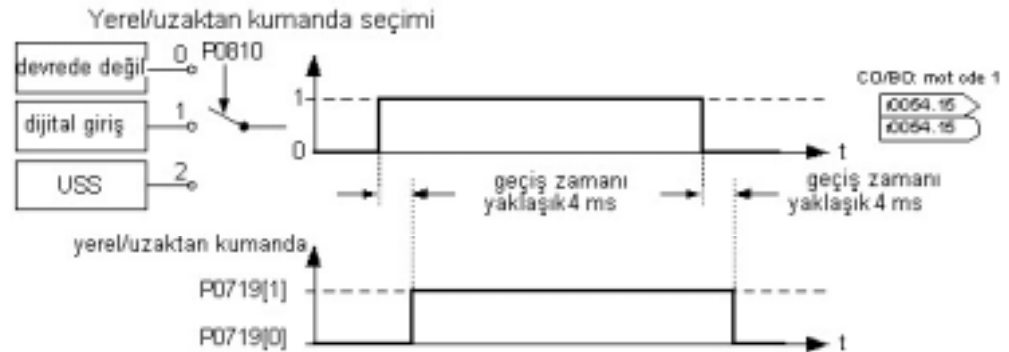 Yerel/uzaktan kumanda seçimi
devrede değil
0
P0810
dijital giriş
1
USS
2
1
0
t
CO/BO: mot ode 1
r0054.15
r0054.15
geçiş zamanı
yaklaşık 4 ms
geçiş zamanı
yaklaşık 4 ms
yerel/uzaktan kumanda
P0719[1]
P0719[0]
t